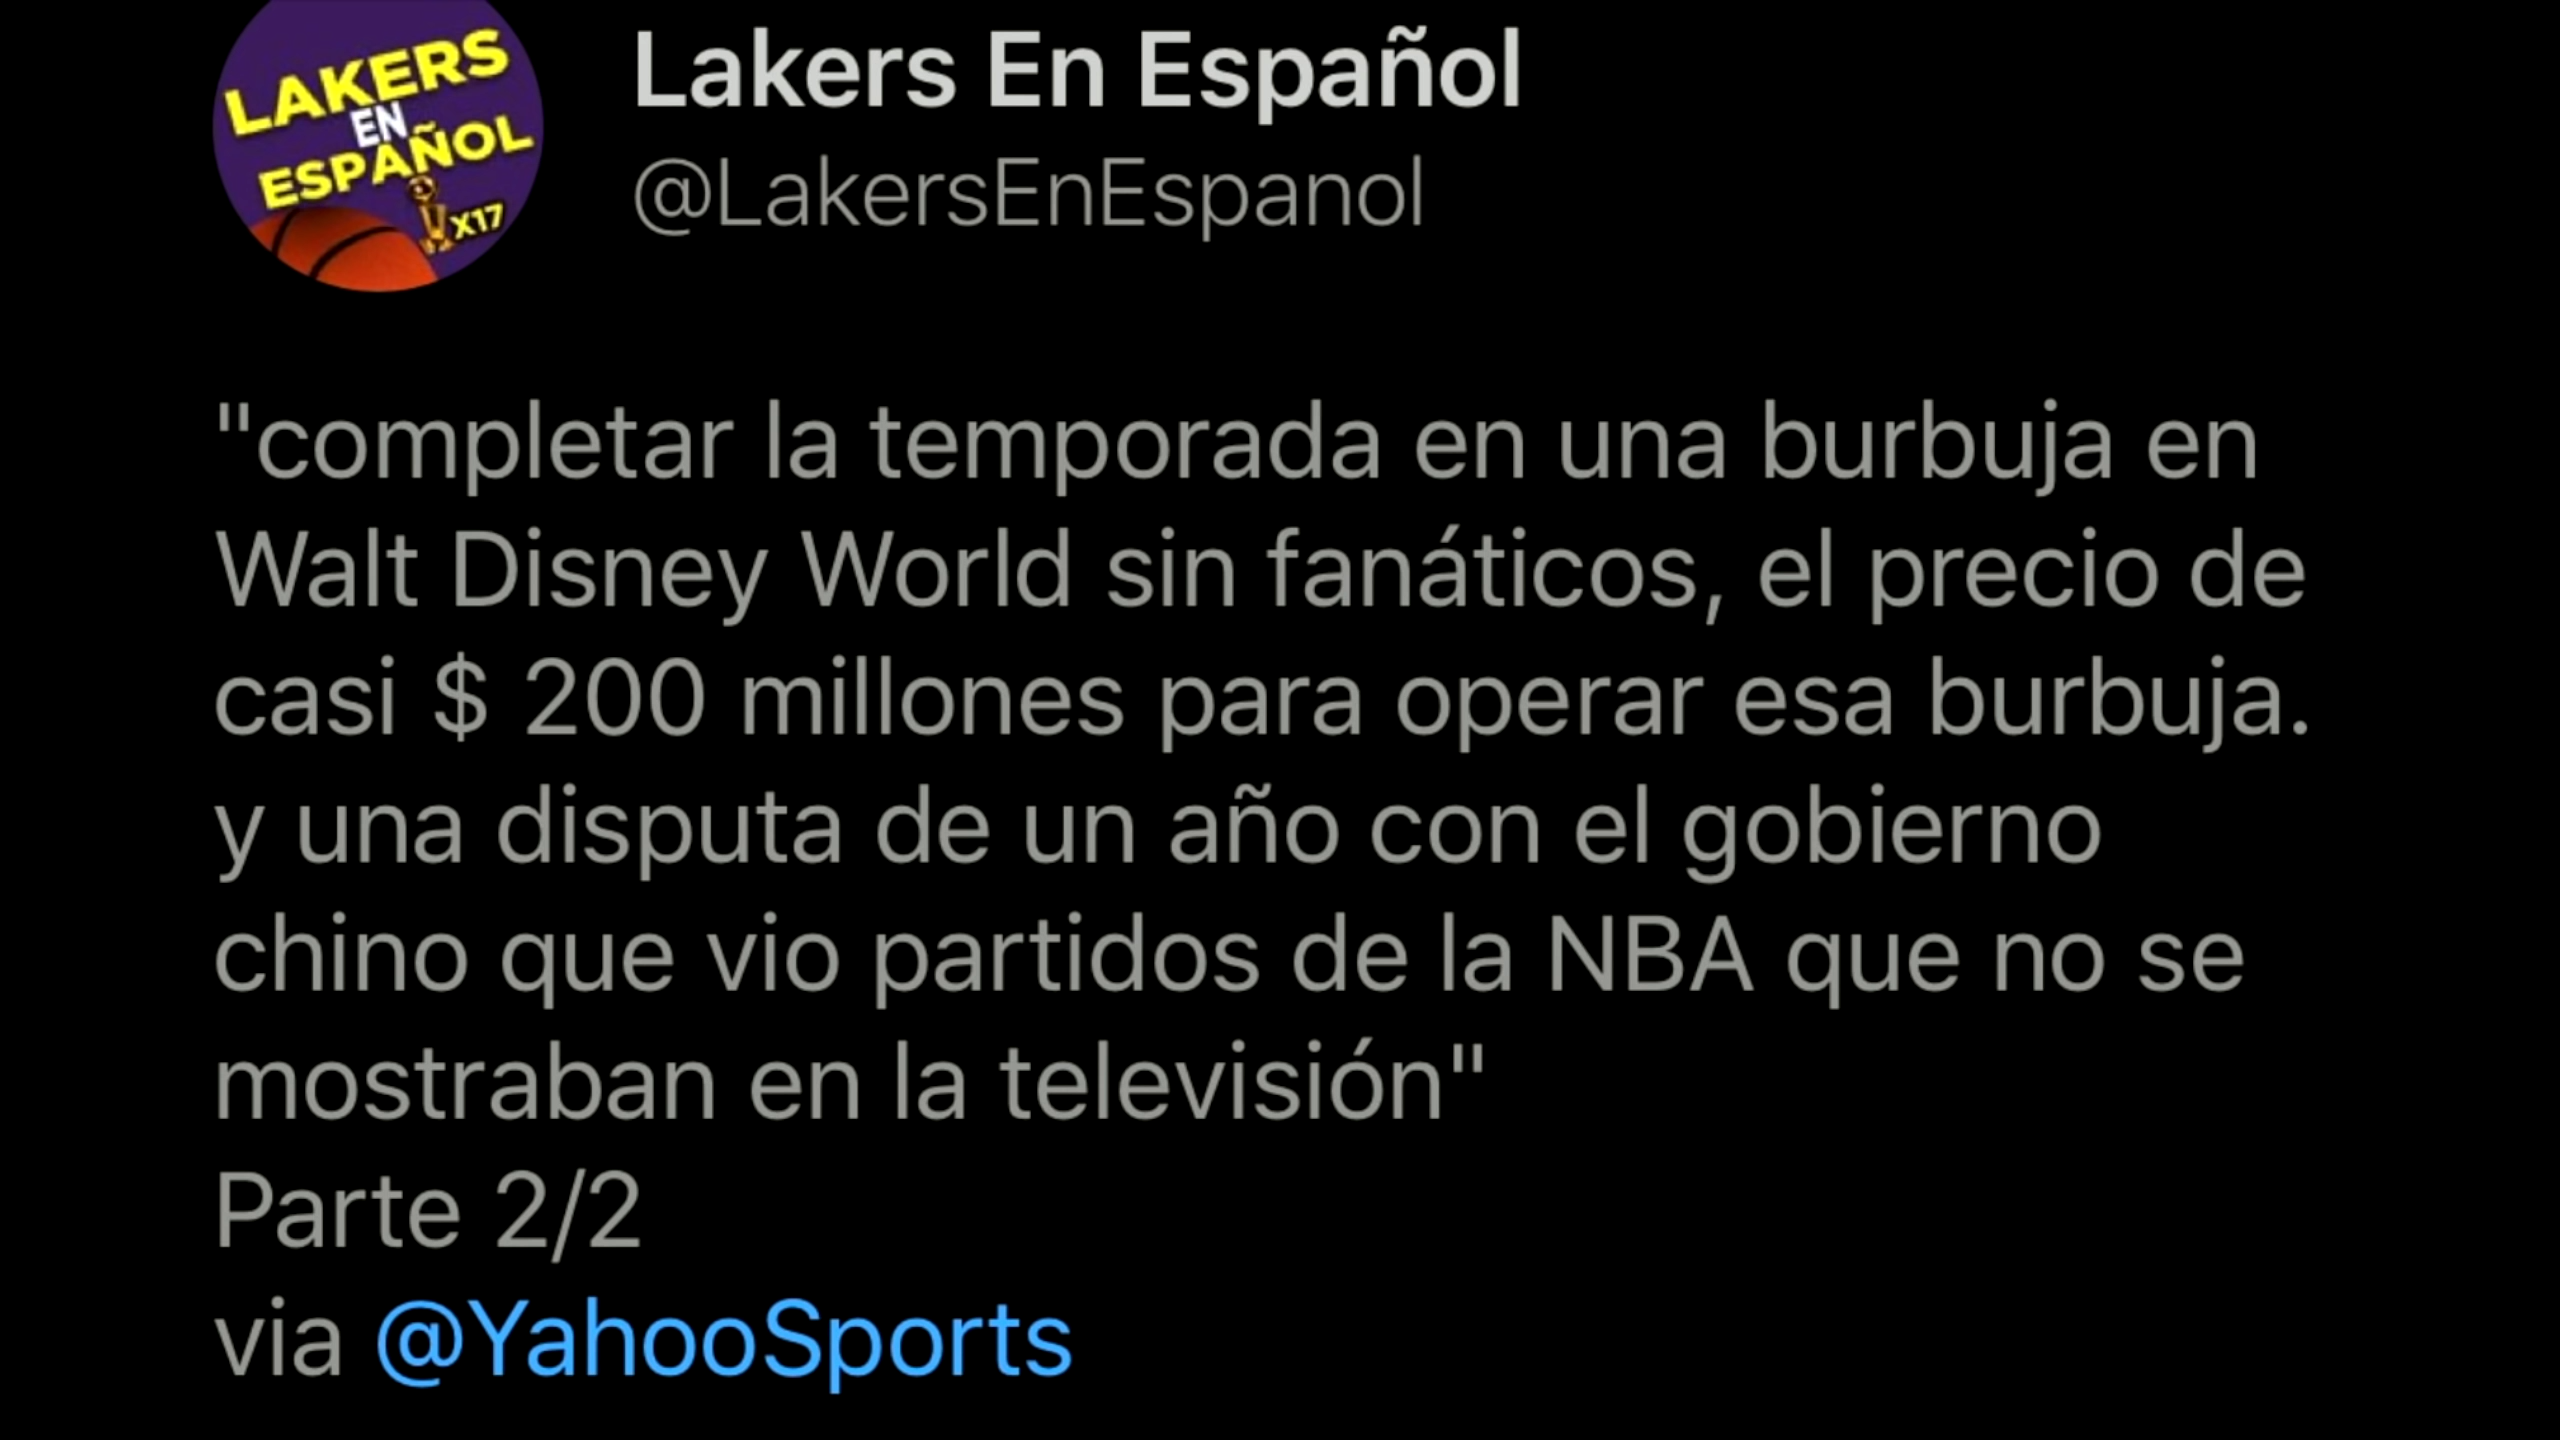 LAKERS
EN
ESPAÑOL
X17
Lakers En Español
@LakersEnEspanol
"completar la temporada en una burbuja en
Walt Disney World sin fanáticos, el precio de
casi $ 200 millones para operar esa burbuja.
y una disputa de un año con el gobierno
chino que vio partidos de la NBA que no se
mostraban en la televisión"
Parte 2/2
via @YahooSports